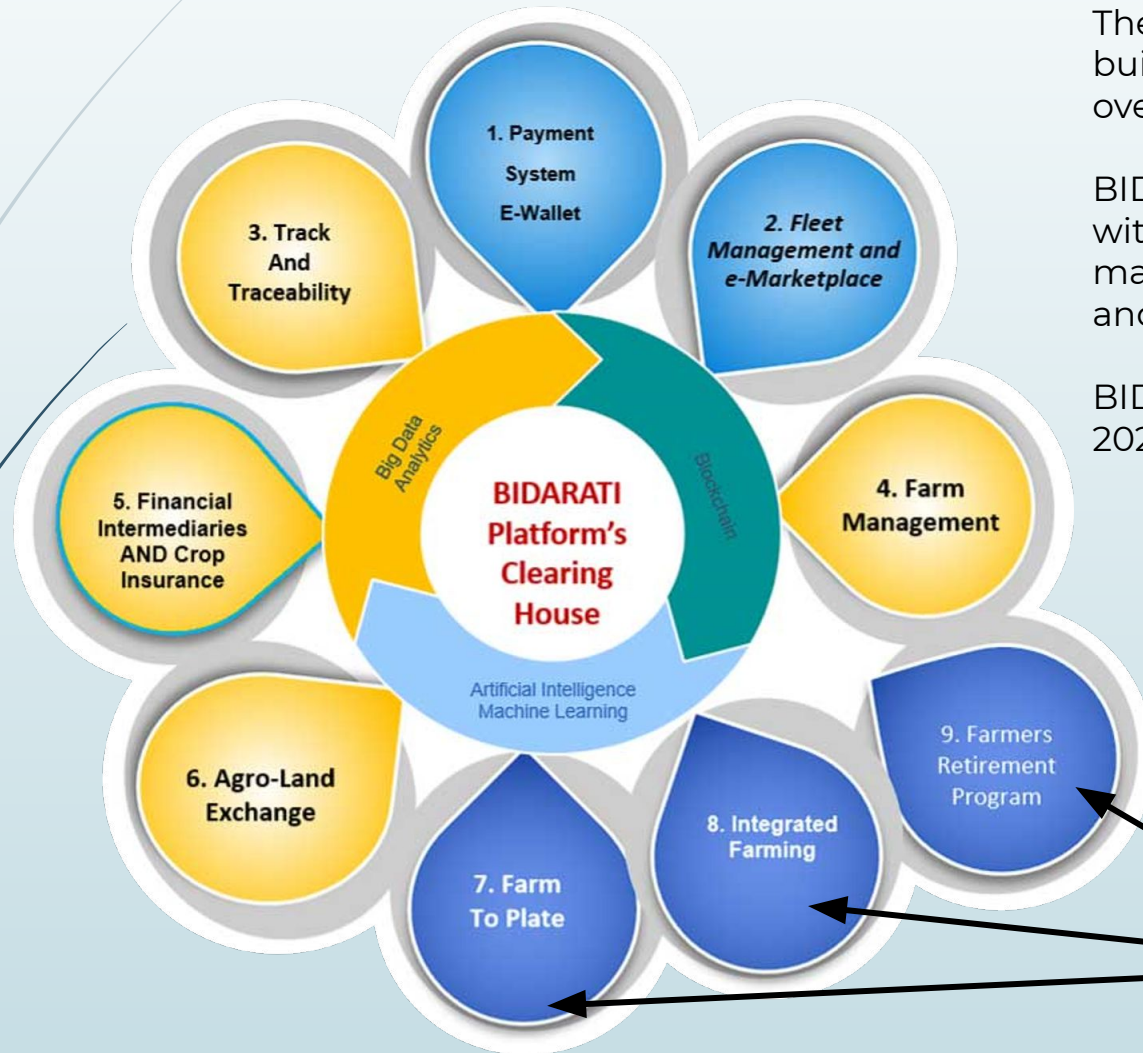 1. Payment
System
E-Wallet
2. Fleet
Management and
e-Marketplace
3. Track
And
Traceability
4. Farm
Management
5. Financial
Intermediaries
AND Crop
Insurance
6. Agro-Land
Exchange
7. Farm
To Plate
8. Integrated
Farming
9. Farmers
Retirement
Program
Big Data
Analytics
Blockchain
Artificial Intelligence
Machine Learning
BIDARATI
Platform's
Clearing
House